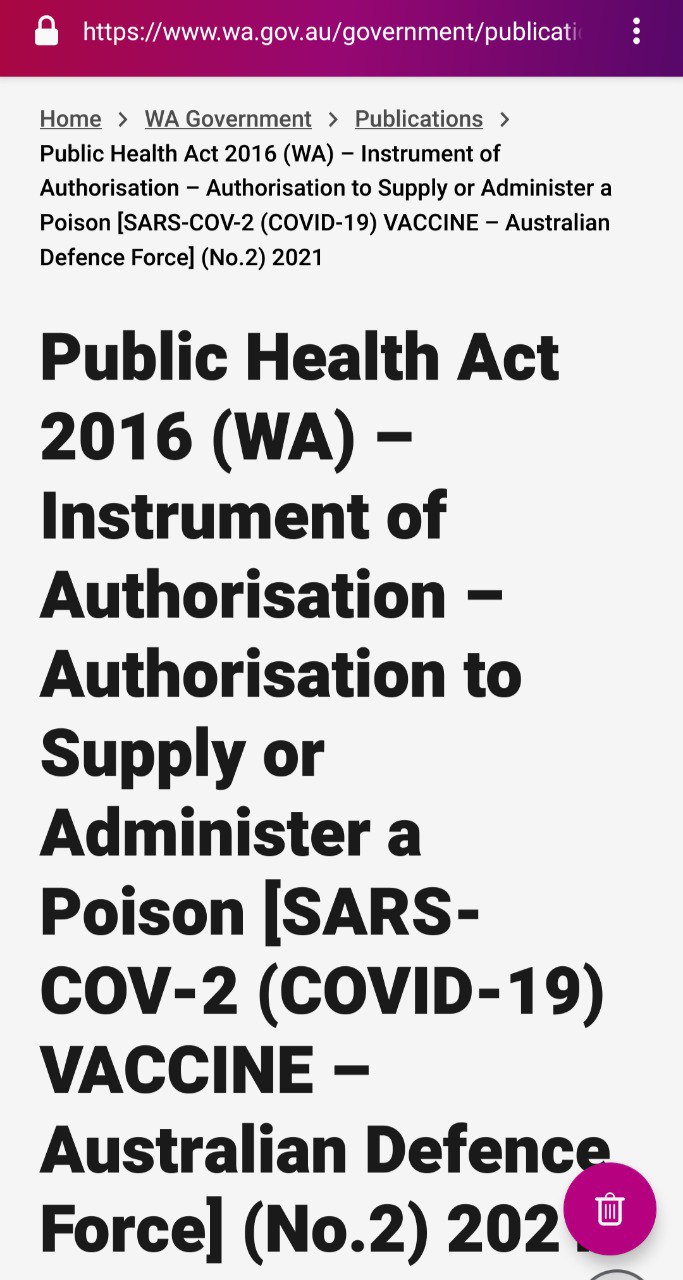 https://www.wa.gov.au/government/publicati
Home > WA Government > Publications >
Public Health Act 2016 (WA) – Instrument of
Authorisation – Authorisation to Supply or Administer a
Poison [SARS-COV-2 (COVID-19) VACCINE – Australian
Defence Force] (No.2) 2021
Public Health Act
2016 (WA) –
Instrument of
Authorisation –
Authorisation to
Supply or
Administer a
Poison [SARS-
COV-2 (COVID-19)
VACCINE –
Australian Defence
Force] (No.2) 202